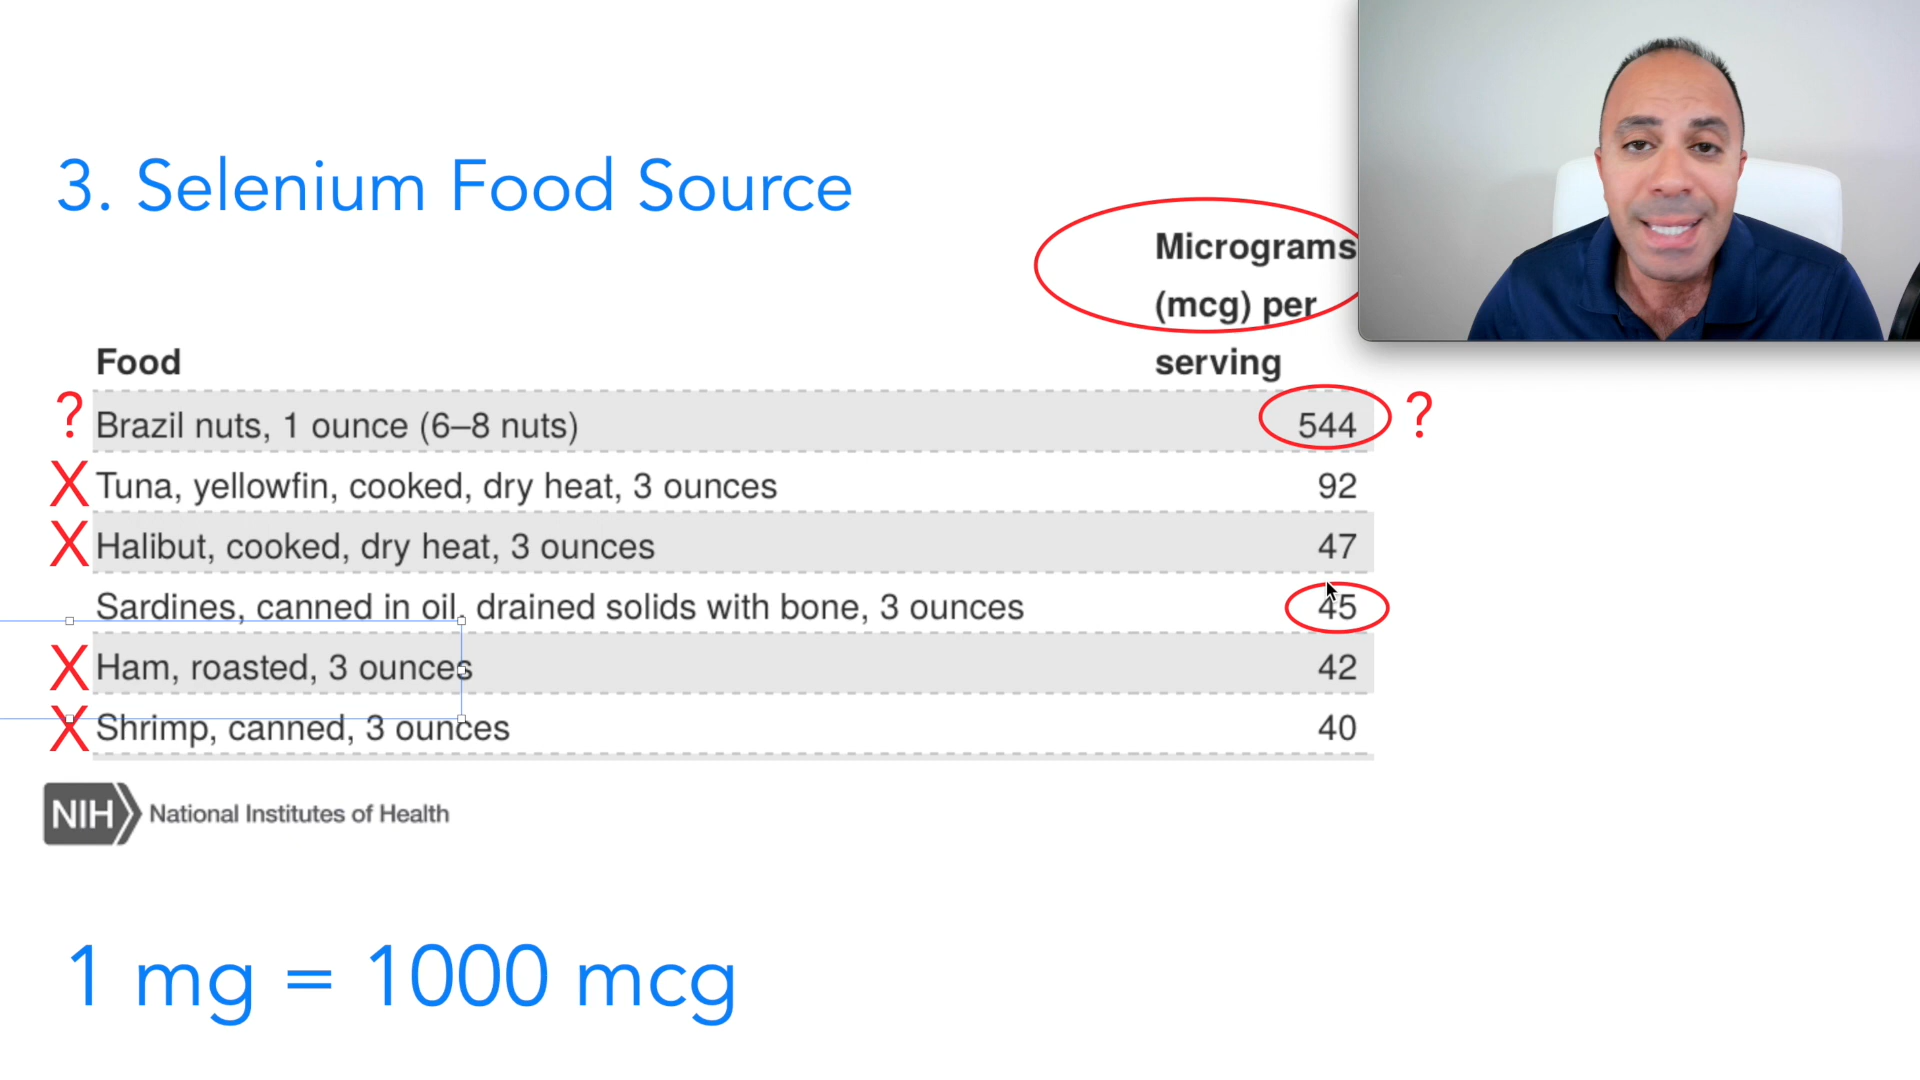 3. Selenium Food Source
Micrograms
(mcg) per
Food serving
? Brazil nuts, 1 ounce (6–8 nuts) 544 ?
X Tuna, yellowfin, cooked, dry heat, 3 ounces 92
X Halibut, cooked, dry heat, 3 ounces 47
Sardines, canned in oil, drained solids with bone, 3 ounces 45
X Ham, roasted, 3 ounces 42
X Shrimp, canned, 3 ounces 40
NIH National Institutes of Health
1 mg = 1000 mcg